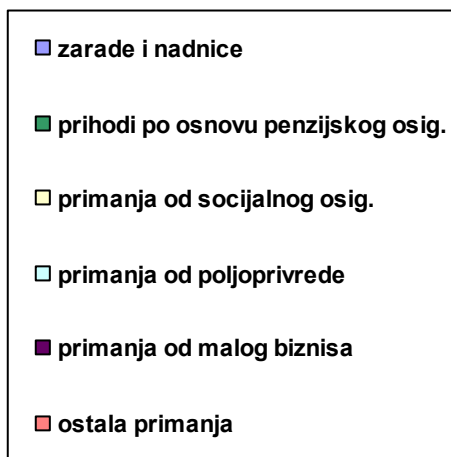 zarade i nadnice
prihodi po osnovu penzijskog osig.
primanja od socijalnog osig.
primanja od poljoprivrede
primanja od malog biznisa
ostala primanja